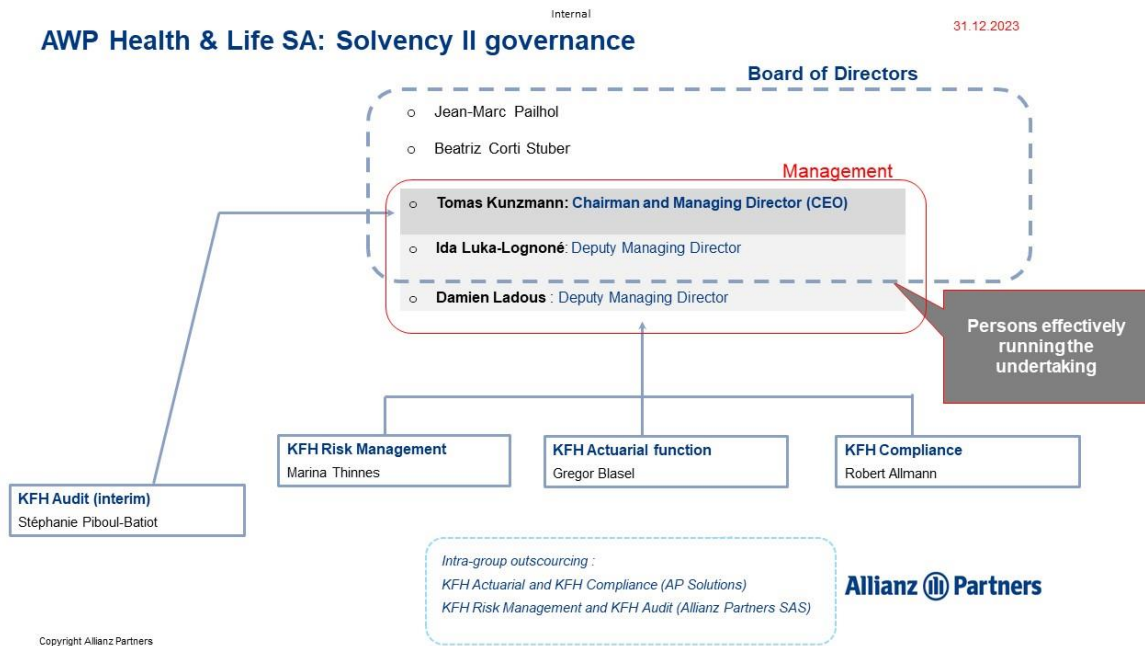 Internal
31.12.2023
AWP Health & Life SA: Solvency II governance
Board of Directors
o Jean-Marc Pailhol
o Beatriz Corti Stuber
Management
o Tomas Kunzmann: Chairman and Managing Director (CEO)
o Ida Luka-Lognoné: Deputy Managing Director
o Damien Ladous : Deputy Managing Director
Persons effectively
running the
undertaking
KFH Risk Management
Marina Thinnes
KFH Actuarial function
Gregor Blasel
KFH Compliance
Robert Allmann
KFH Audit (interim)
Stéphanie Piboul-Batiot
Intra-group outscourcing :
KFH Actuarial and KFH Compliance (AP Solutions)
KFH Risk Management and KFH Audit (Allianz Partners SAS)
Allianz Partners
Copyright Allianz Partners